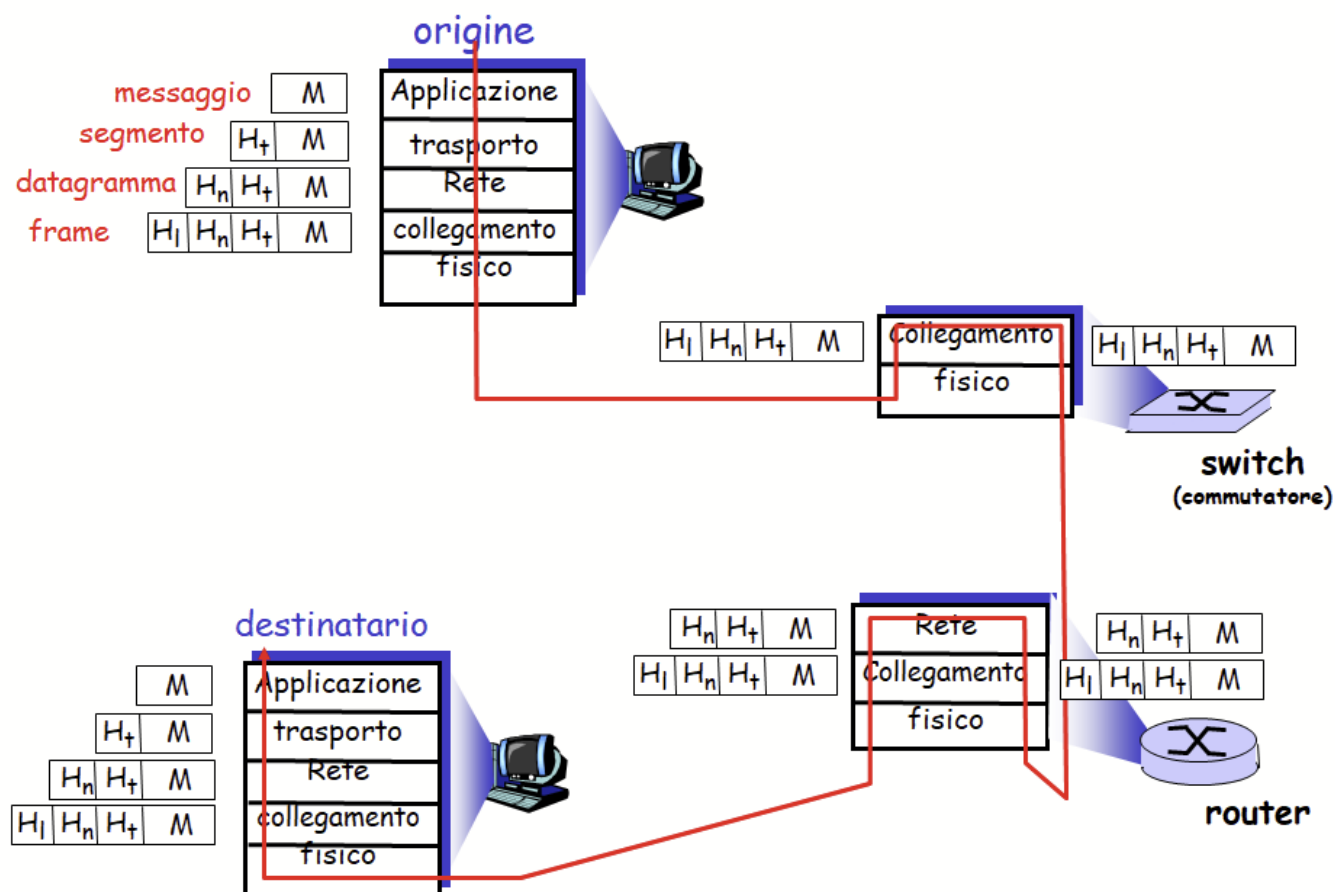 origine
messaggio M Applicazione
segmento Ht M trasporto
datagramma Hn Ht M Rete
frame Hl Hn Ht M collegamento
fisico
Hl Hn Ht M Collegamento Hl Hn Ht M
fisico
switch
(commutatore)
destinatario
Hn Ht M Rete Hn Ht M
Hl Hn Ht M Collegamento Hl Hn Ht M
fisico
router
M Applicazione
Ht M trasporto
Hn Ht M Rete
Hl Hn Ht M collegamento
fisico